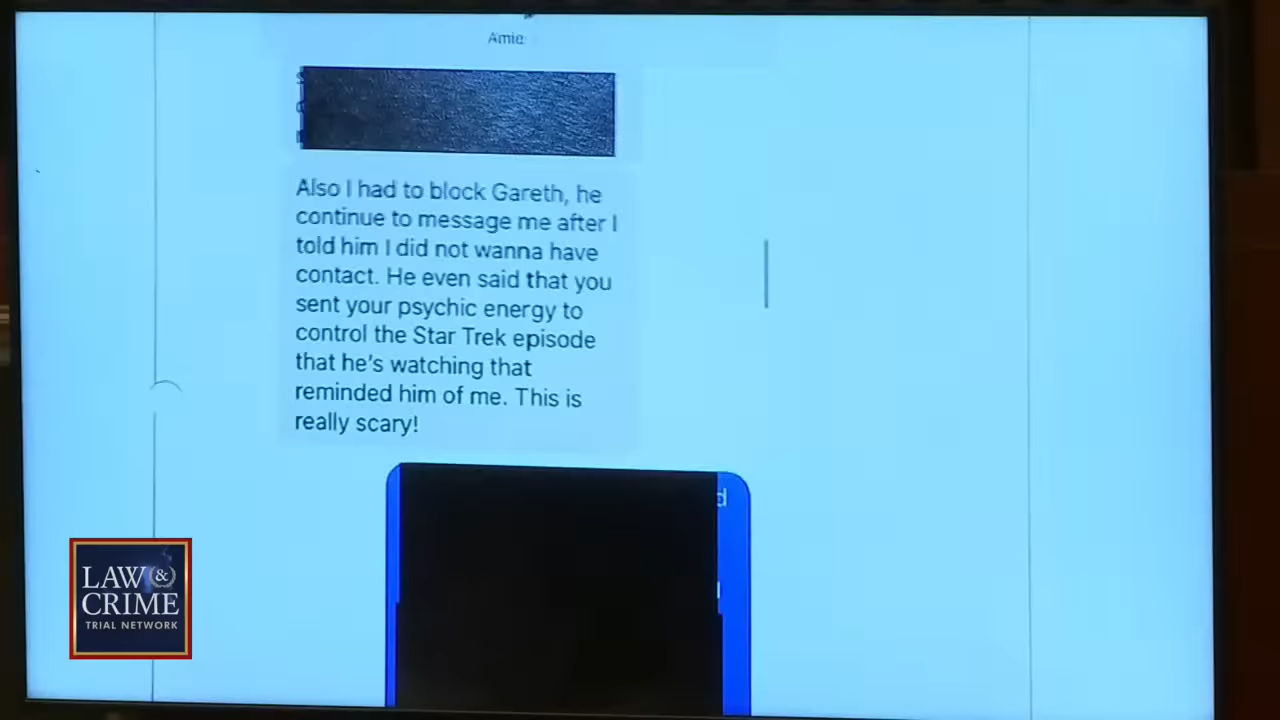 Amie
Also I had to block Gareth, he
continue to message me after I
told him I did not wanna have
contact. He even said that you
sent your psychic energy to
control the Star Trek episode
that he's watching that
reminded him of me. This is
really scary!
d
LAW &
CRIME
TRIAL NETWORK